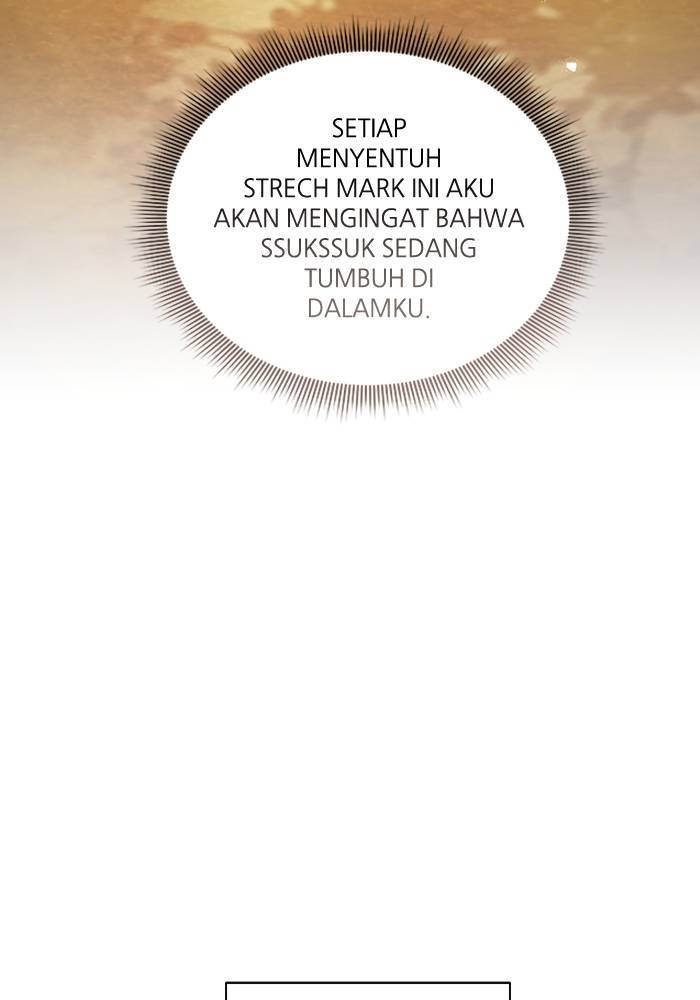 SETIAP
MENYENTUH
STRECH MARK INI AKU
AKAN MENGINGAT BAHWA
SSUKSSUK SEDANG
TUMBUH DI
DALAMKU.